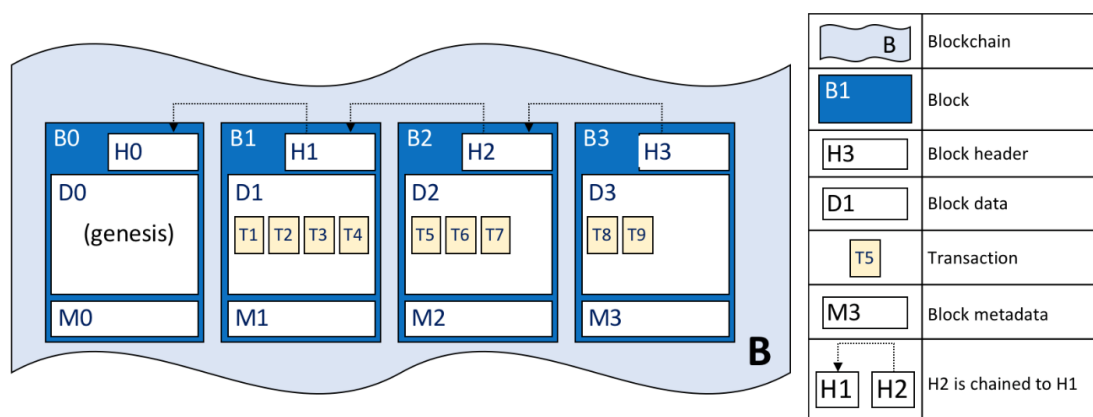 B0 H0
D0
(genesis)
M0
B1 H1
D1
T1 T2 T3 T4
M1
B2 H2
D2
T5 T6 T7
M2
B3 H3
D3
T8 T9
M3
B
B Blockchain
B1 Block
H3 Block header
D1 Block data
T5 Transaction
M3 Block metadata
H1 H2 H2 is chained to H1